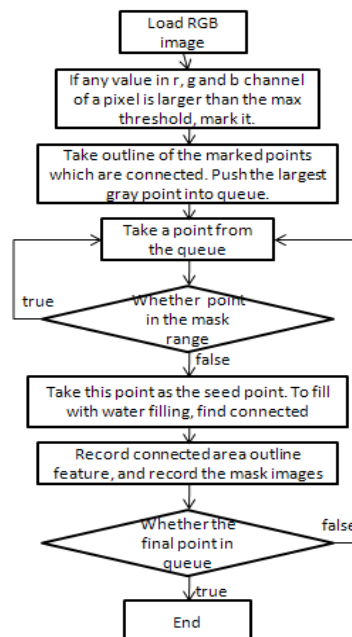 Load RGB
image
If any value in r, g and b channel
of a pixel is larger than the max
threshold, mark it.
Take outline of the marked points
which are connected. Push the largest
gray point into queue.
Take a point from
the queue
true
Whether point
in the mask
range
false
Take this point as the seed point. To fill
with water filling, find connected
Record connected area outline
feature, and record the mask images
Whether the
final point in
queue
false
true
End